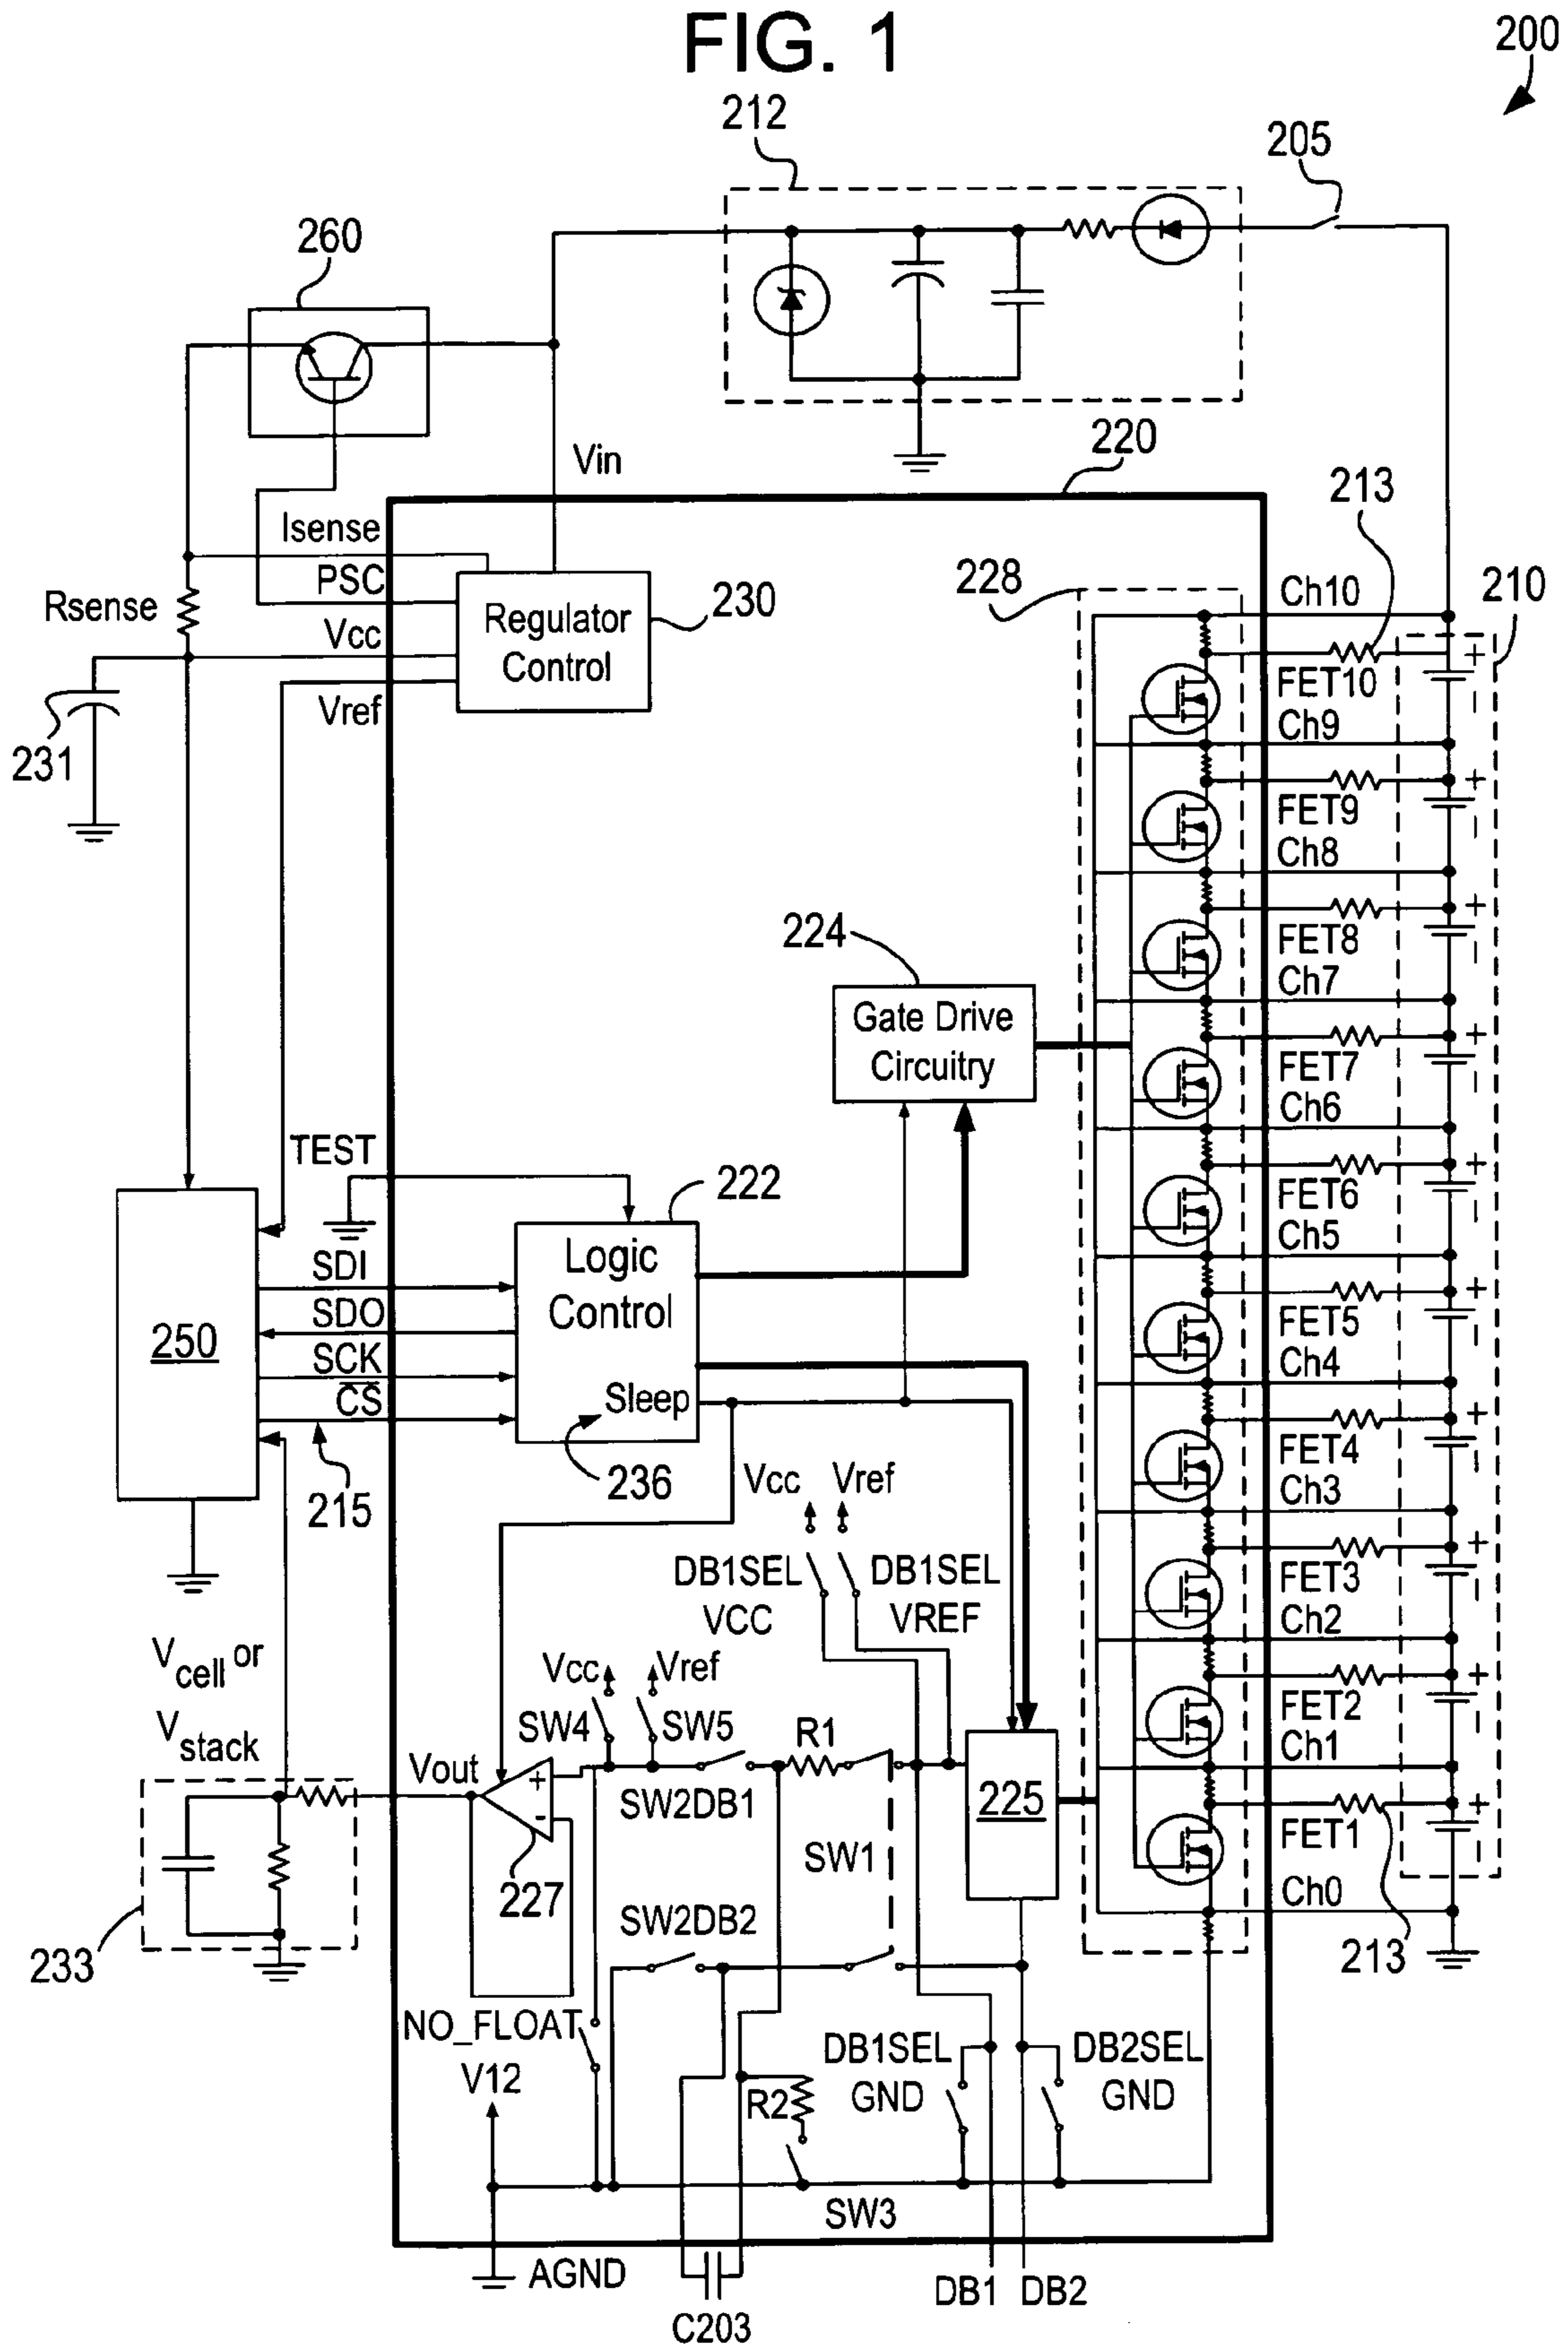 FIG. 1
200
212
205
260
Vin
220
213
Isense
PSC
228
Ch10
210
Rsense
Regulator
Control
230
Vcc
Vref
231
+
FET10
Ch9
–
+
FET9
Ch8
–
224
+
FET8
Ch7
–
Gate Drive
Circuitry
+
FET7
Ch6
–
TEST
222
+
FET6
Ch5
–
Logic
Control
SDI
SDO
250
SCK
CS
Sleep
+
FET5
Ch4
–
215
236
Vcc
Vref
+
FET4
Ch3
–
DB1SEL
VCC
DB1SEL
VREF
+
FET3
Ch2
–
Vcell or
Vstack
Vcc
Vref
SW4
SW5
R1
+
FET2
Ch1
–
Vout
+
-
SW2DB1
225
+
FET1
Ch0
–
227
SW1
SW2DB2
233
213
NO_FLOAT
V12
DB1SEL
GND
DB2SEL
GND
R2
SW3
AGND
DB1
DB2
C203